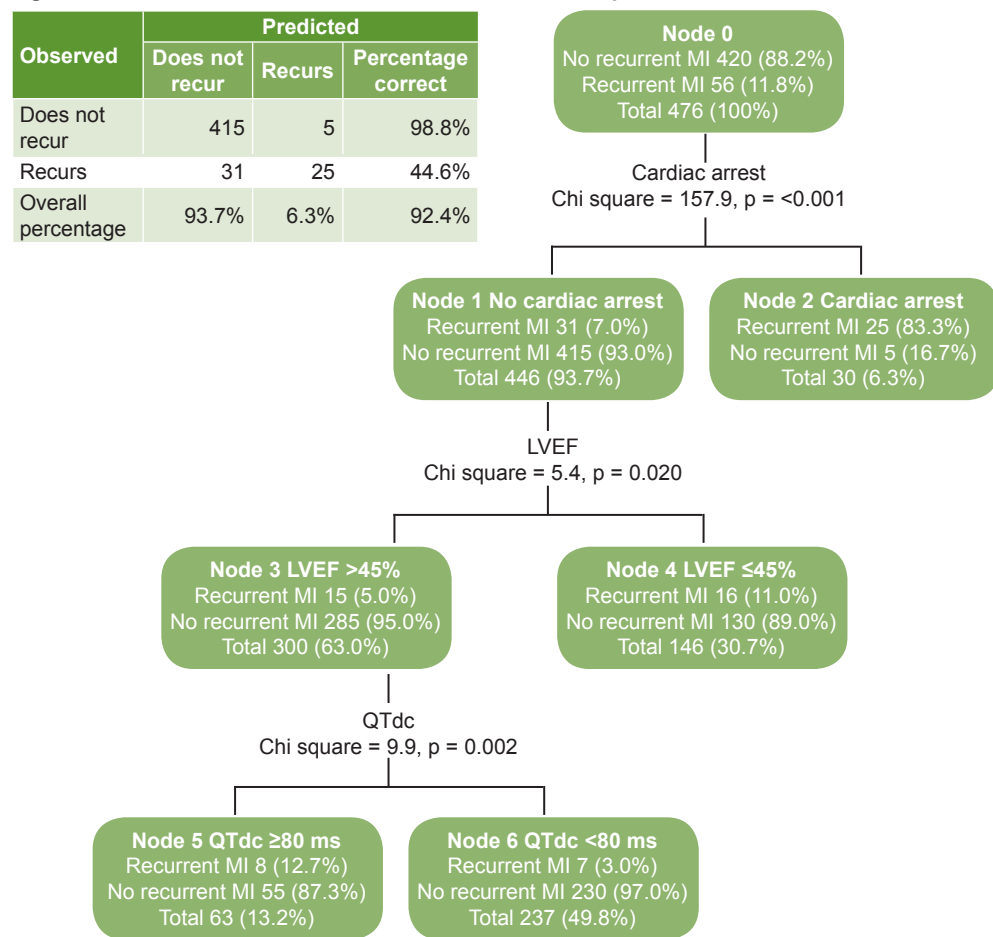 Observed
Predicted
Does not recur
Recurs
Percentage correct
Does not recur 415 5 98.8%
Recurs 31 25 44.6%
Overall percentage 93.7% 6.3% 92.4%
Node 0
No recurrent MI 420 (88.2%)
Recurrent MI 56 (11.8%)
Total 476 (100%)
Cardiac arrest
Chi square = 157.9, p = <0.001
Node 1 No cardiac arrest
Recurrent MI 31 (7.0%)
No recurrent MI 415 (93.0%)
Total 446 (93.7%)
Node 2 Cardiac arrest
Recurrent MI 25 (83.3%)
No recurrent MI 5 (16.7%)
Total 30 (6.3%)
LVEF
Chi square = 5.4, p = 0.020
Node 3 LVEF >45%
Recurrent MI 15 (5.0%)
No recurrent MI 285 (95.0%)
Total 300 (63.0%)
Node 4 LVEF ≤45%
Recurrent MI 16 (11.0%)
No recurrent MI 130 (89.0%)
Total 146 (30.7%)
QTdc
Chi square = 9.9, p = 0.002
Node 5 QTdc ≥80 ms
Recurrent MI 8 (12.7%)
No recurrent MI 55 (87.3%)
Total 63 (13.2%)
Node 6 QTdc <80 ms
Recurrent MI 7 (3.0%)
No recurrent MI 230 (97.0%)
Total 237 (49.8%)